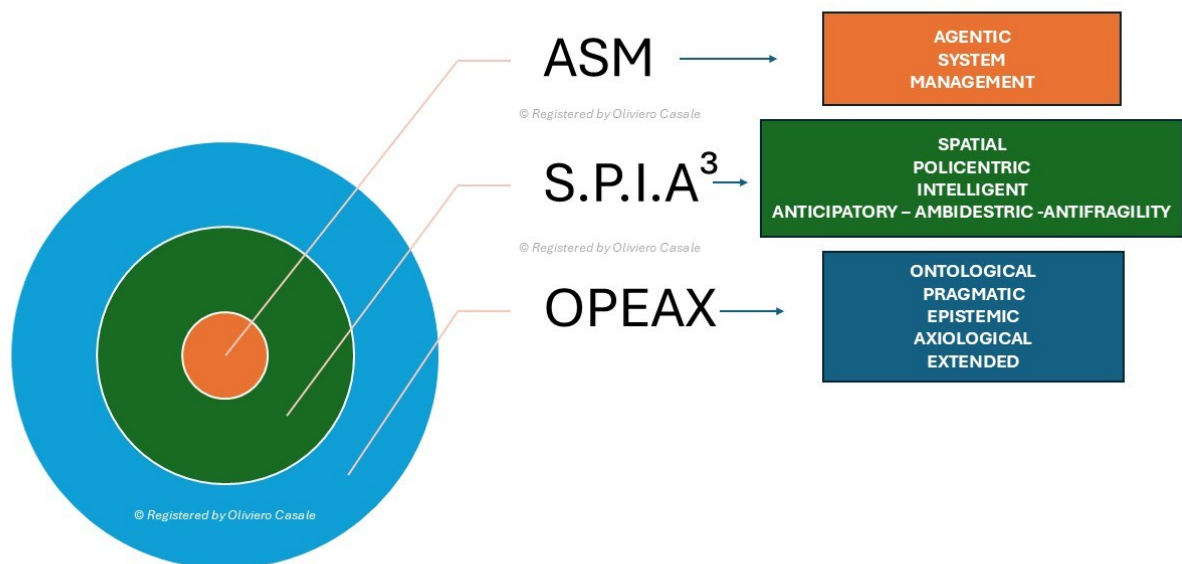 ASM
AGENTIC
SYSTEM
MANAGEMENT
© Registered by Oliviero Casale
S.P.I.A³
SPATIAL
POLICENTRIC
INTELLIGENT
ANTICIPATORY – AMBIDESTRIC -ANTIFRAGILITY
© Registered by Oliviero Casale
OPEAX
ONTOLOGICAL
PRAGMATIC
EPISTEMIC
AXIOLOGICAL
EXTENDED
© Registered by Oliviero Casale